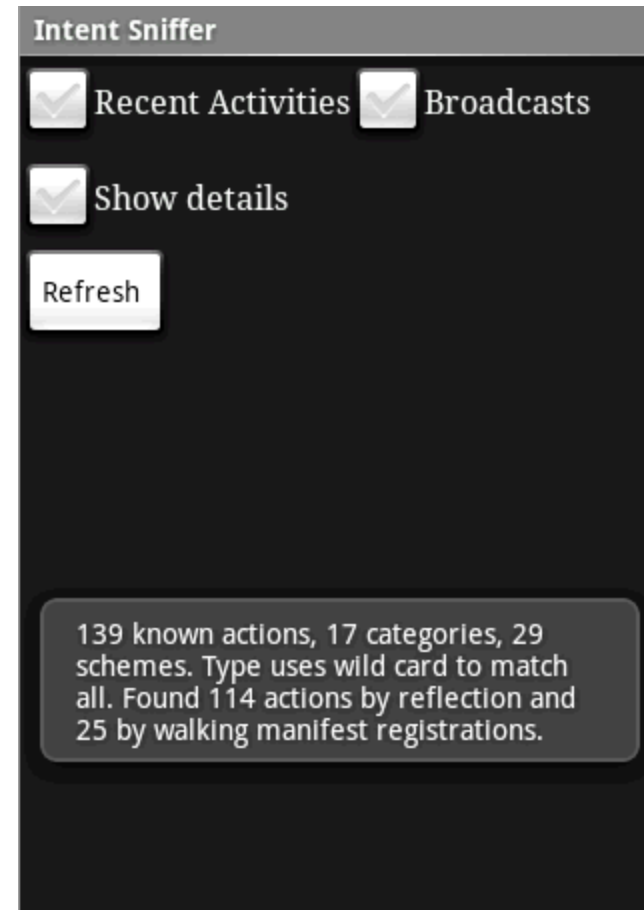 Intent Sniffer
Recent Activities Broadcasts
Show details
Refresh
139 known actions, 17 categories, 29
schemes. Type uses wild card to match
all. Found 114 actions by reflection and
25 by walking manifest registrations.